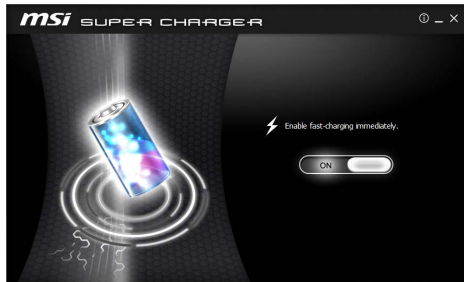 msi SUPER CHARGER
Enable fast-charging immediately.
ON